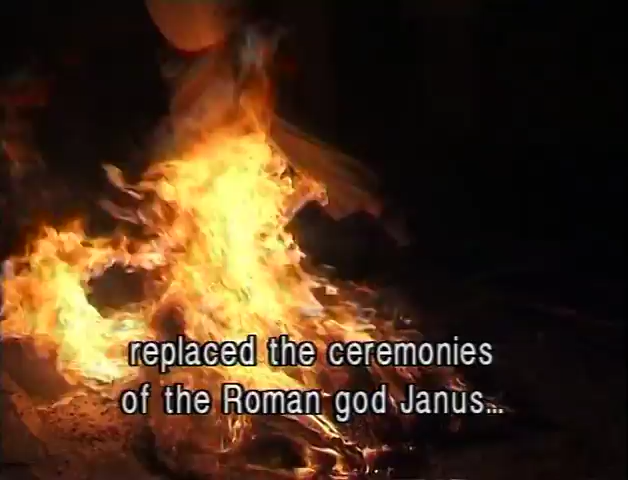 replaced the ceremonies
of the Roman god Janus...